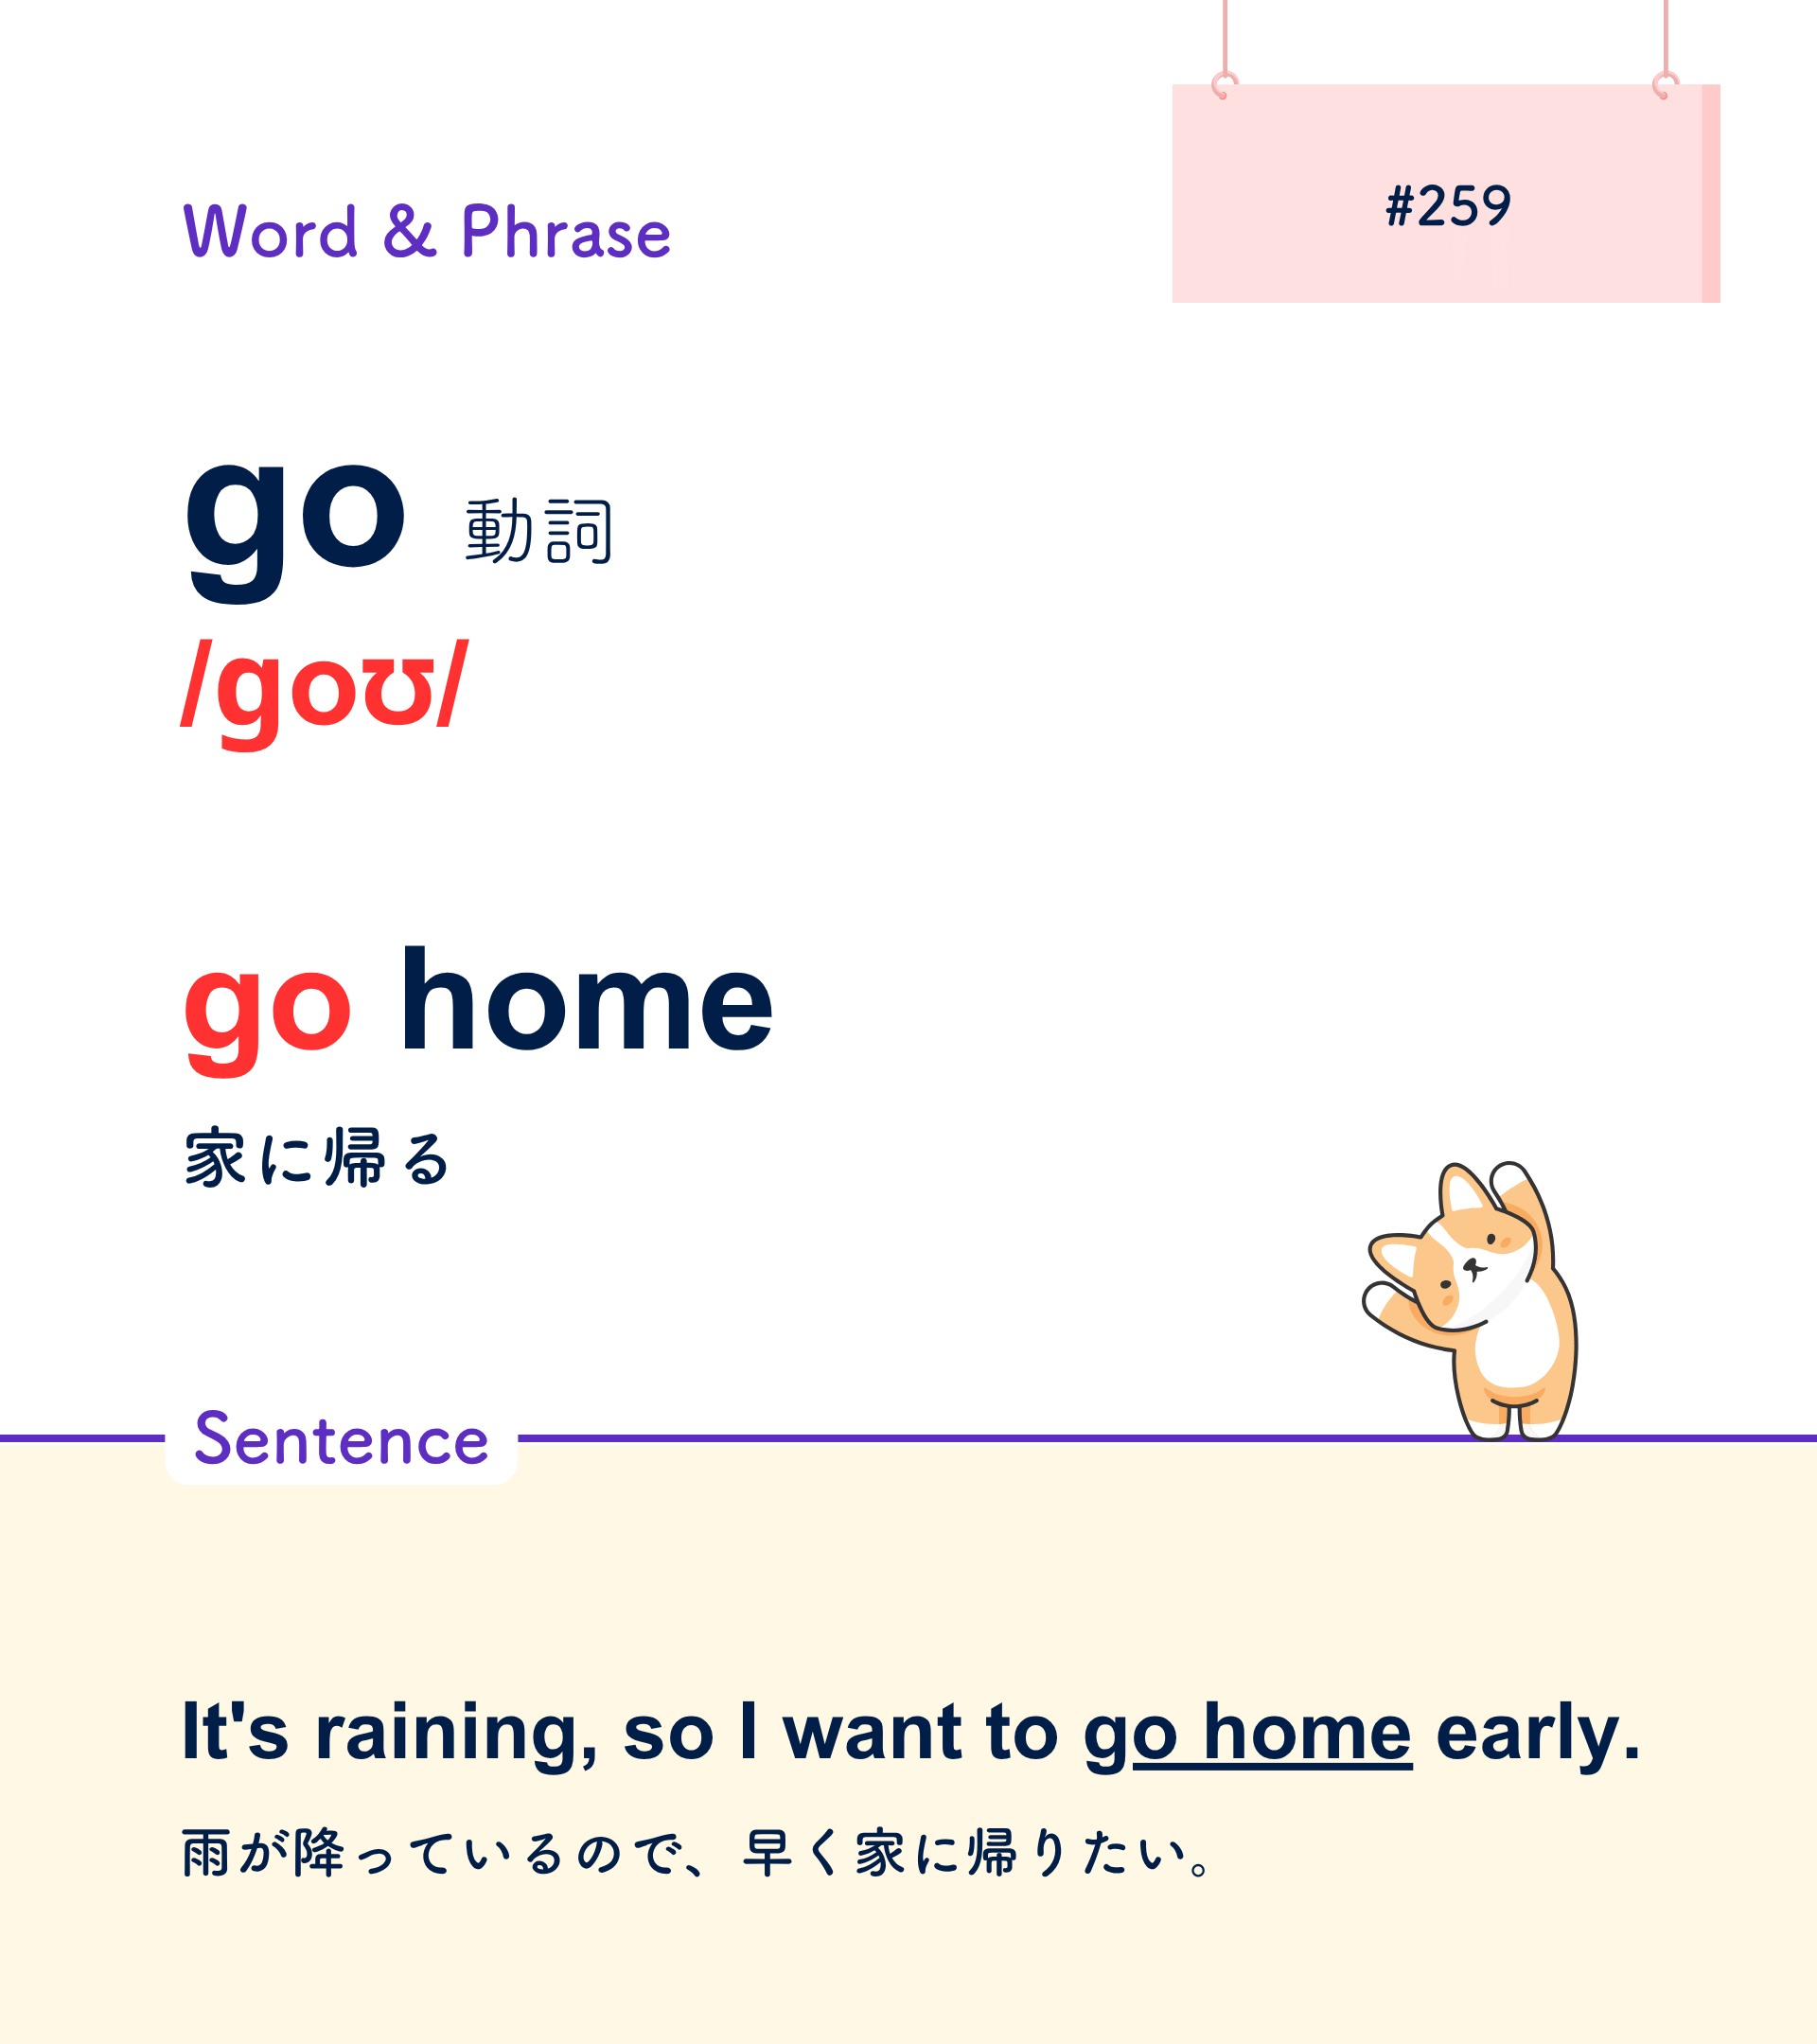 Word & Phrase
#259
go 動詞
/goʊ/
go home
家に帰る
Sentence
It's raining, so I want to go home early.
雨が降っているので、早く家に帰りたい。